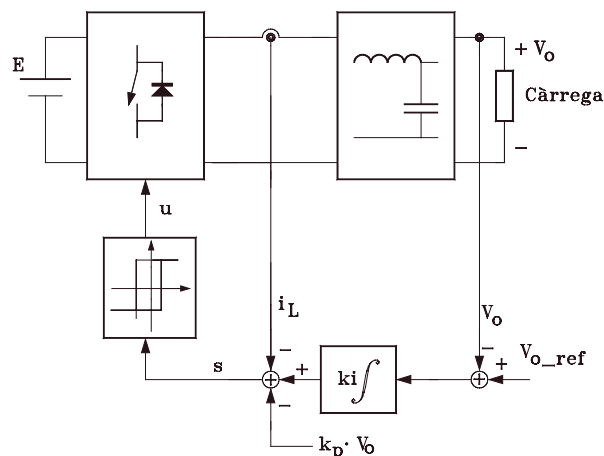 E
+ Vo
Càrrega
−
u
iL
Vo
−
+
Vo_ref
s
−
+
ki∫
−
kp· Vo